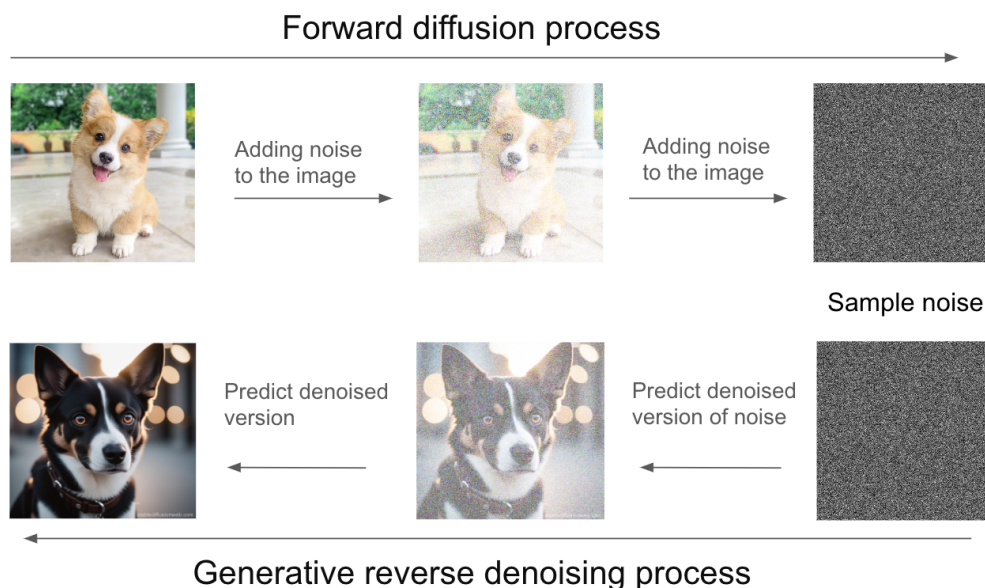 Forward diffusion process
Adding noise
to the image
Adding noise
to the image
Sample noise
Predict denoised
version
Predict denoised
version of noise
Generative reverse denoising process